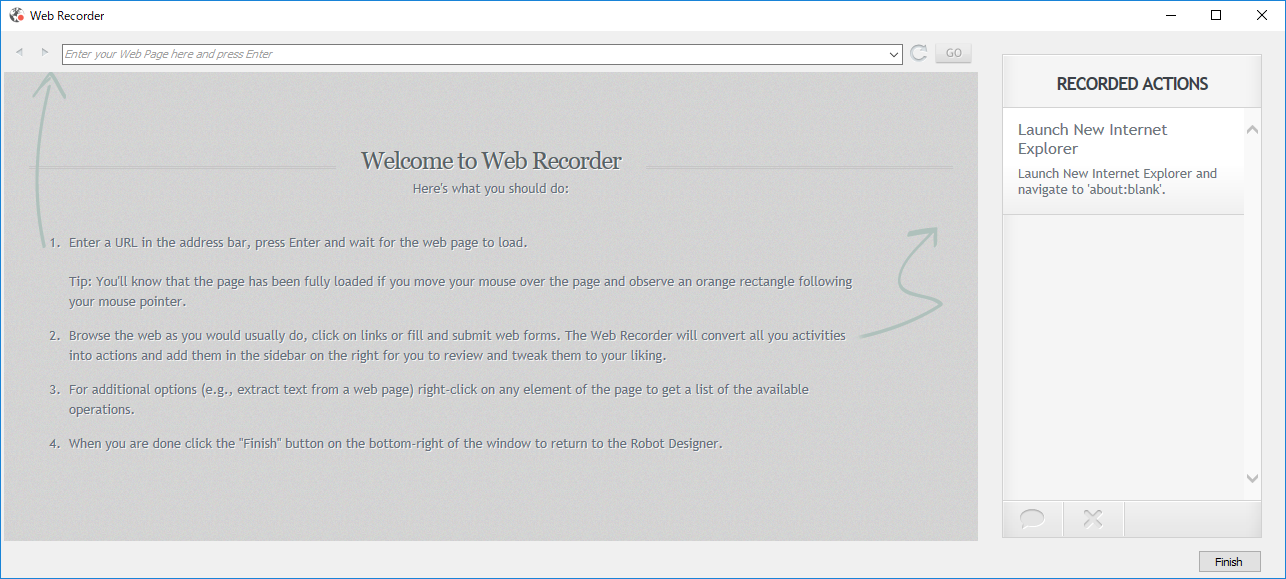 Web Recorder
Enter your Web Page here and press Enter
GO
Welcome to Web Recorder
Here's what you should do:
1. Enter a URL in the address bar, press Enter and wait for the web page to load.
Tip: You'll know that the page has been fully loaded if you move your mouse over the page and observe an orange rectangle following
your mouse pointer.
2. Browse the web as you would usually do, click on links or fill and submit web forms. The Web Recorder will convert all you activities
into actions and add them in the sidebar on the right for you to review and tweak them to your liking.
3. For additional options (e.g., extract text from a web page) right-click on any element of the page to get a list of the available
operations.
4. When you are done click the "Finish" button on the bottom-right of the window to return to the Robot Designer.
RECORDED ACTIONS
Launch New Internet
Explorer
Launch New Internet Explorer and
navigate to 'about:blank'.
Finish